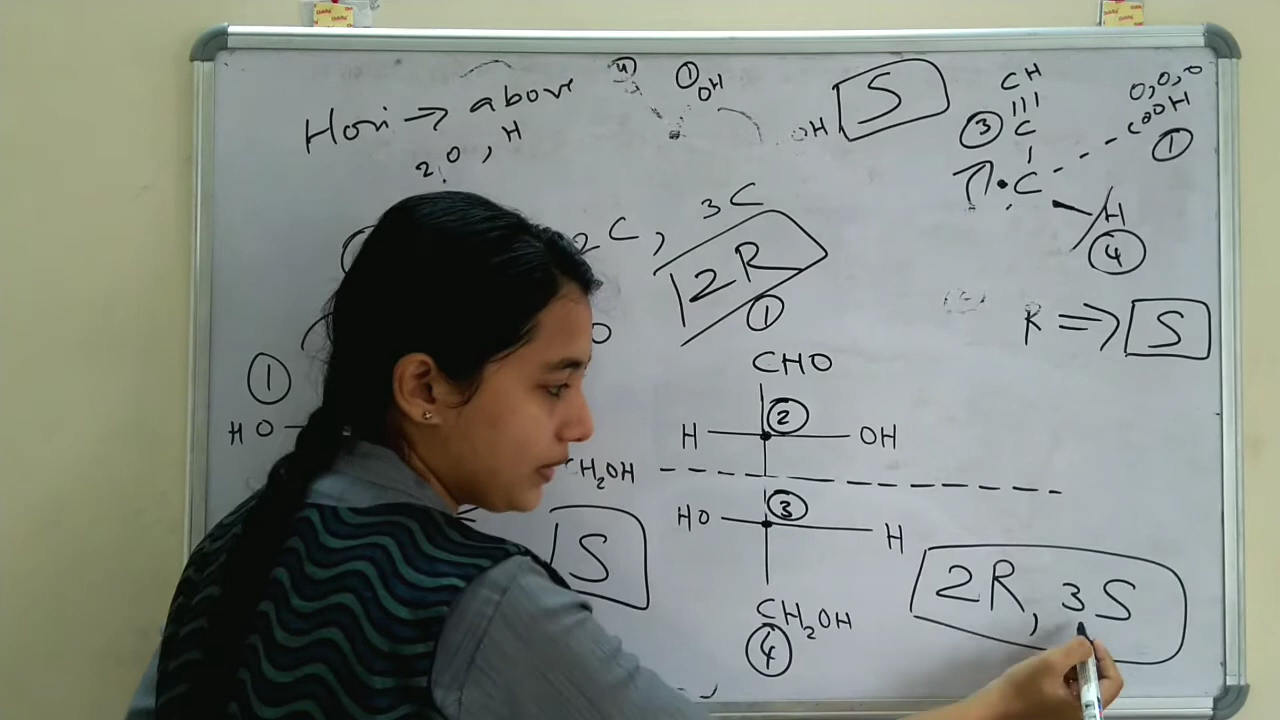 Hori → above
2, O, H
4
1
OH
OH
S
CH
|||
3 C
C
O, O, O
COOH
1
H
4
R ⇒ S
2C, 3C
2R
1
O
CHO
2
H OH
3
HO H
CH₂OH
4
1
HO
CH₂OH
S
2R, 3S